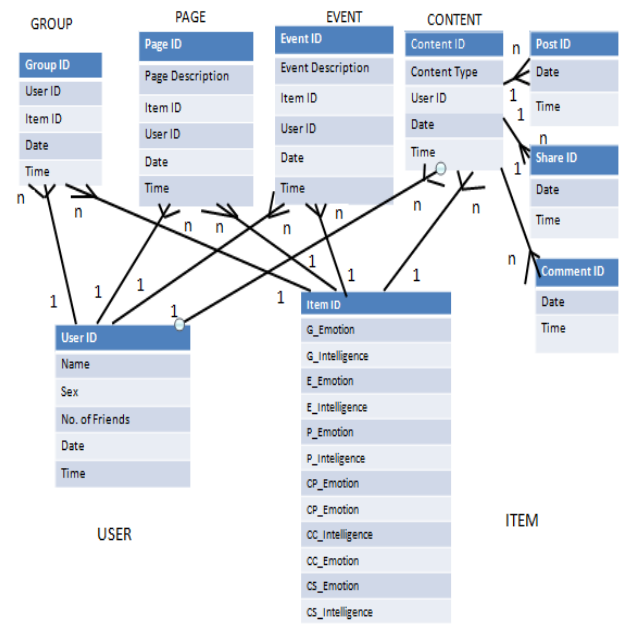 GROUP
PAGE
EVENT
CONTENT
Group ID
User ID
Item ID
Date
Time
Page ID
Page Description
Item ID
User ID
Date
Time
Event ID
Event Description
Item ID
User ID
Date
Time
Content ID
Content Type
User ID
Date
Time
Post ID
Date
Time
Share ID
Date
Time
Comment ID
Date
Time
n
1
1
n
1
n
n
n
n
n
n
n
n
n
1
1
1
1
1
1
1
1
User ID
Name
Sex
No. of Friends
Date
Time
USER
Item ID
G_Emotion
G_Intelligence
E_Emotion
E_Intelligence
P_Emotion
P_Inteligence
CP_Emotion
CP_Emotion
CC_Intelligence
CC_Emotion
CS_Emotion
CS_Intelligence
ITEM